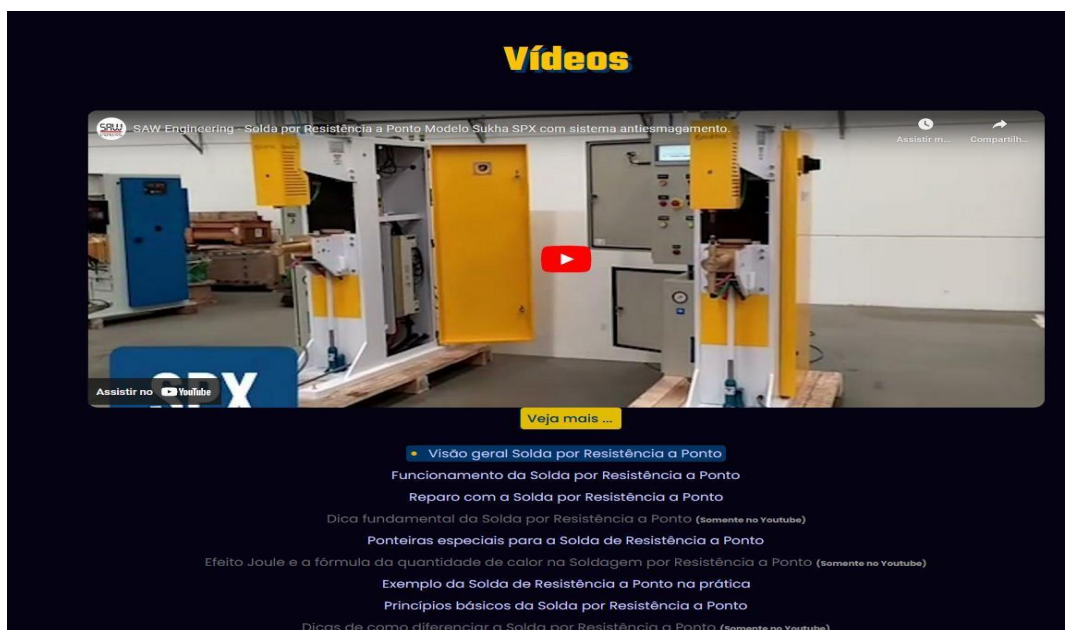 Vídeos
SAW
SAW Engineering - Solda por Resistência a Ponto Modelo Sukha SPX com sistema antiesmagamento.
Assistir m...
Compartilh...
SPX
Assistir no YouTube
Veja mais ...
Visão geral Solda por Resistência a Ponto
Funcionamento da Solda por Resistência a Ponto
Reparo com a Solda por Resistência a Ponto
Dica fundamental da Solda por Resistência a Ponto (Somente no Youtube)
Ponteiras especiais para a Solda de Resistência a Ponto
Efeito Joule e a fórmula da quantidade de calor na Soldagem por Resistência a Ponto (Somente no Youtube)
Exemplo da Solda de Resistência a Ponto na prática
Princípios básicos da Solda por Resistência a Ponto
Dicas de como diferenciar a Solda por Resistência a Ponto (Somente no Youtube)